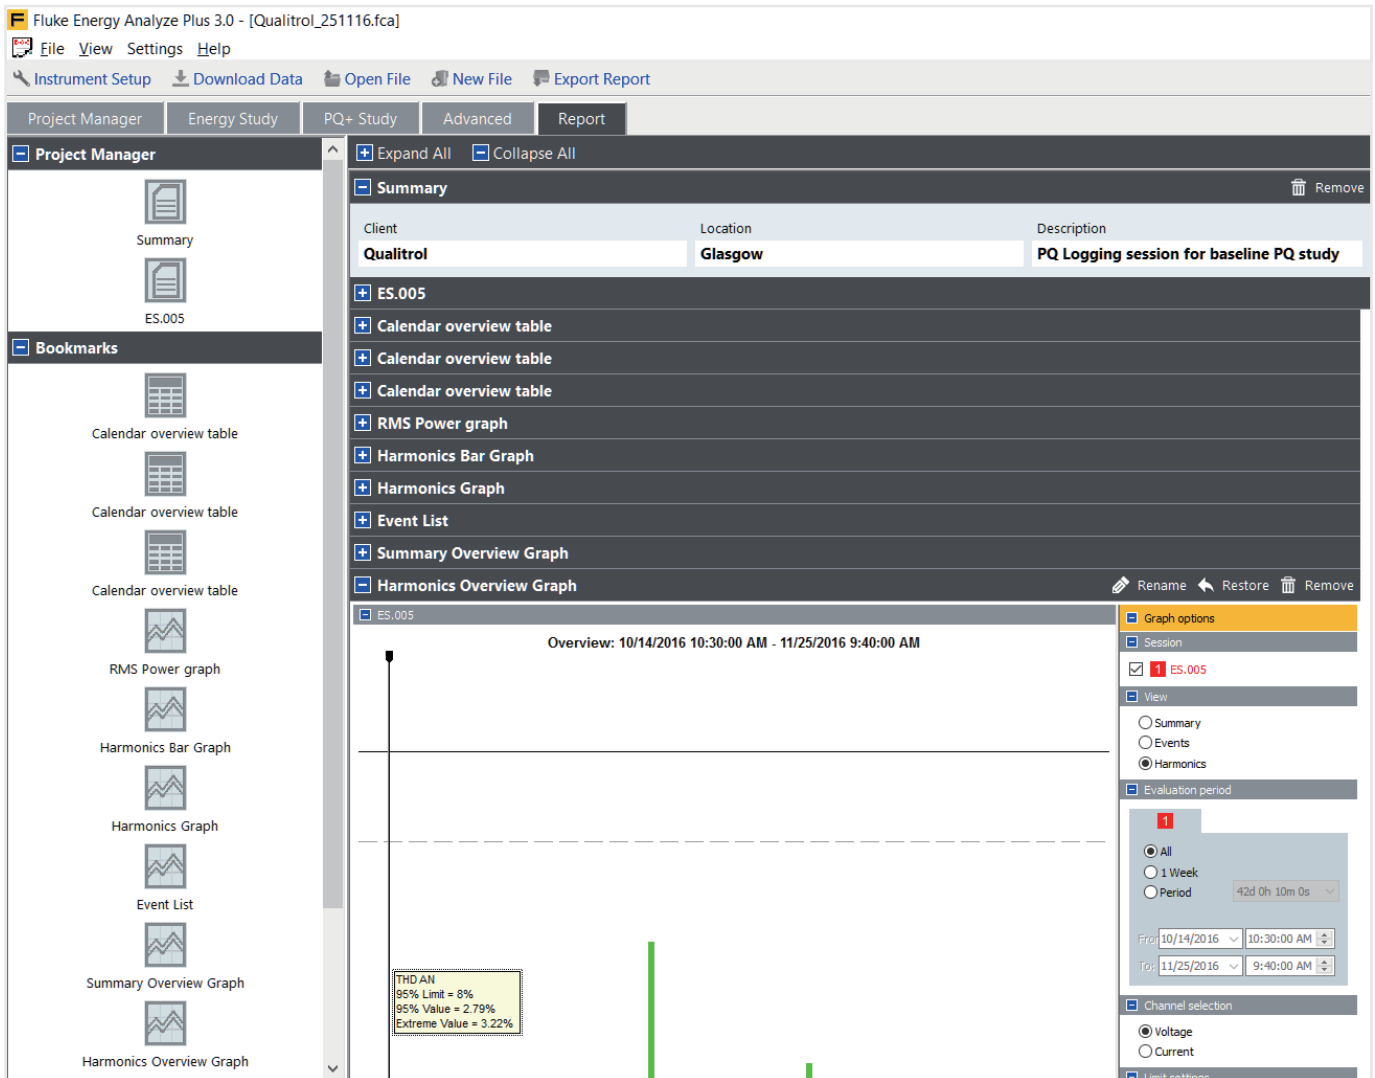 Fluke Energy Analyze Plus 3.0 - [Qualitrol_251116.fca]
File View Settings Help
Instrument Setup Download Data Open File New File Export Report
Project Manager Energy Study PQ+ Study Advanced Report
Project Manager
Summary
ES.005
Bookmarks
Calendar overview table
Calendar overview table
Calendar overview table
RMS Power graph
Harmonics Bar Graph
Harmonics Graph
Event List
Summary Overview Graph
Harmonics Overview Graph
Expand All Collapse All
Summary Remove
Client Location Description
Qualitrol Glasgow PQ Logging session for baseline PQ study
ES.005
Calendar overview table
Calendar overview table
Calendar overview table
RMS Power graph
Harmonics Bar Graph
Harmonics Graph
Event List
Summary Overview Graph
Harmonics Overview Graph Rename Restore Remove
ES.005
Overview: 10/14/2016 10:30:00 AM - 11/25/2016 9:40:00 AM
THD AN
95% Limit = 8%
95% Value = 2.79%
Extreme Value = 3.22%
Graph options
Session
1 ES.005
View
Summary
Events
Harmonics
Evaluation period
1
All
1 Week
Period 42d 0h 10m 0s
10/14/2016 10:30:00 AM
To: 11/25/2016 9:40:00 AM
Channel selection
Voltage
Current
Limit settings